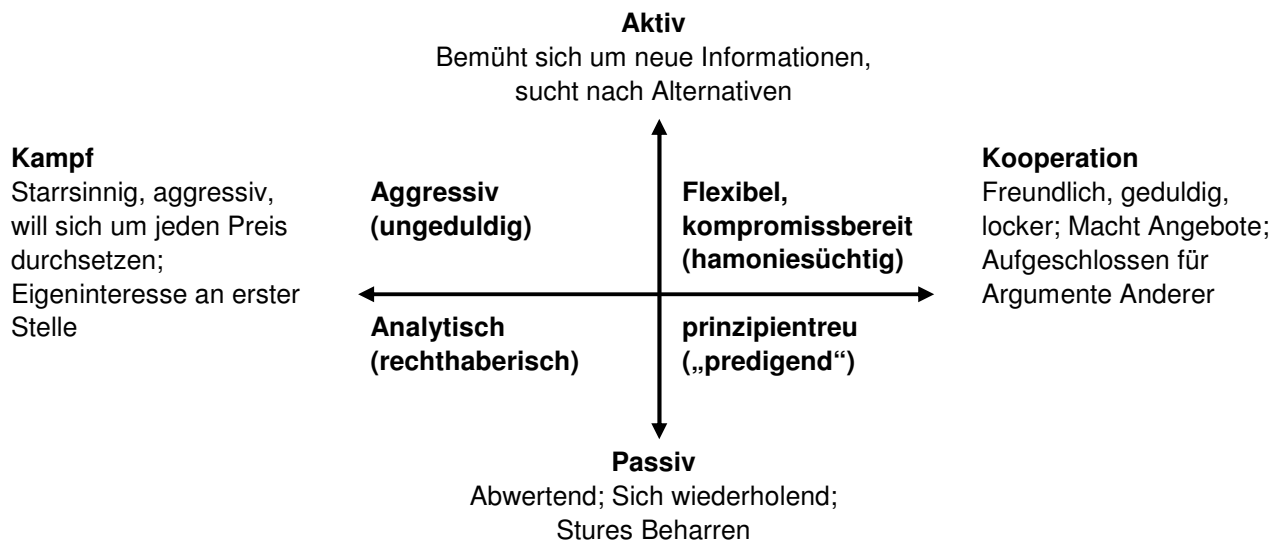 Aktiv
Bemüht sich um neue Informationen,
sucht nach Alternativen
Kampf
Starrsinnig, aggressiv,
will sich um jeden Preis
durchsetzen;
Eigeninteresse an erster
Stelle
Aggressiv
(ungeduldig)
Flexibel,
kompromissbereit
(hamoniesüchtig)
Kooperation
Freundlich, geduldig,
locker; Macht Angebote;
Aufgeschlossen für
Argumente Anderer
Analytisch
(rechthaberisch)
prinzipientreu
(„predigend“)
Passiv
Abwertend; Sich wiederholend;
Stures Beharren